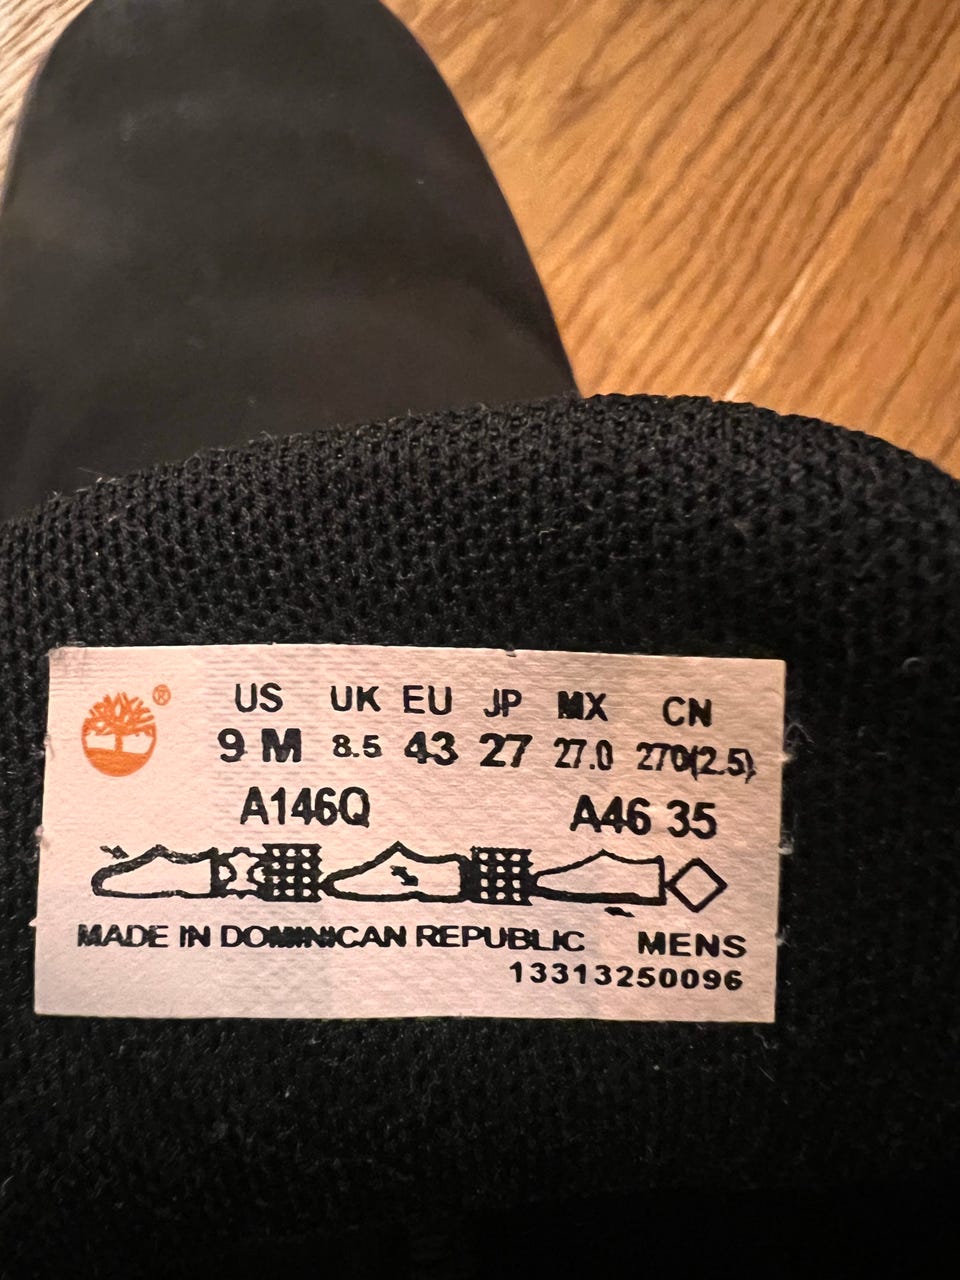 ®
US UK EU JP MX CN
9 M 8.5 43 27 27.0 270(2.5)
A146Q A46 35
MADE IN DOMINICAN REPUBLIC MENS
13313250096